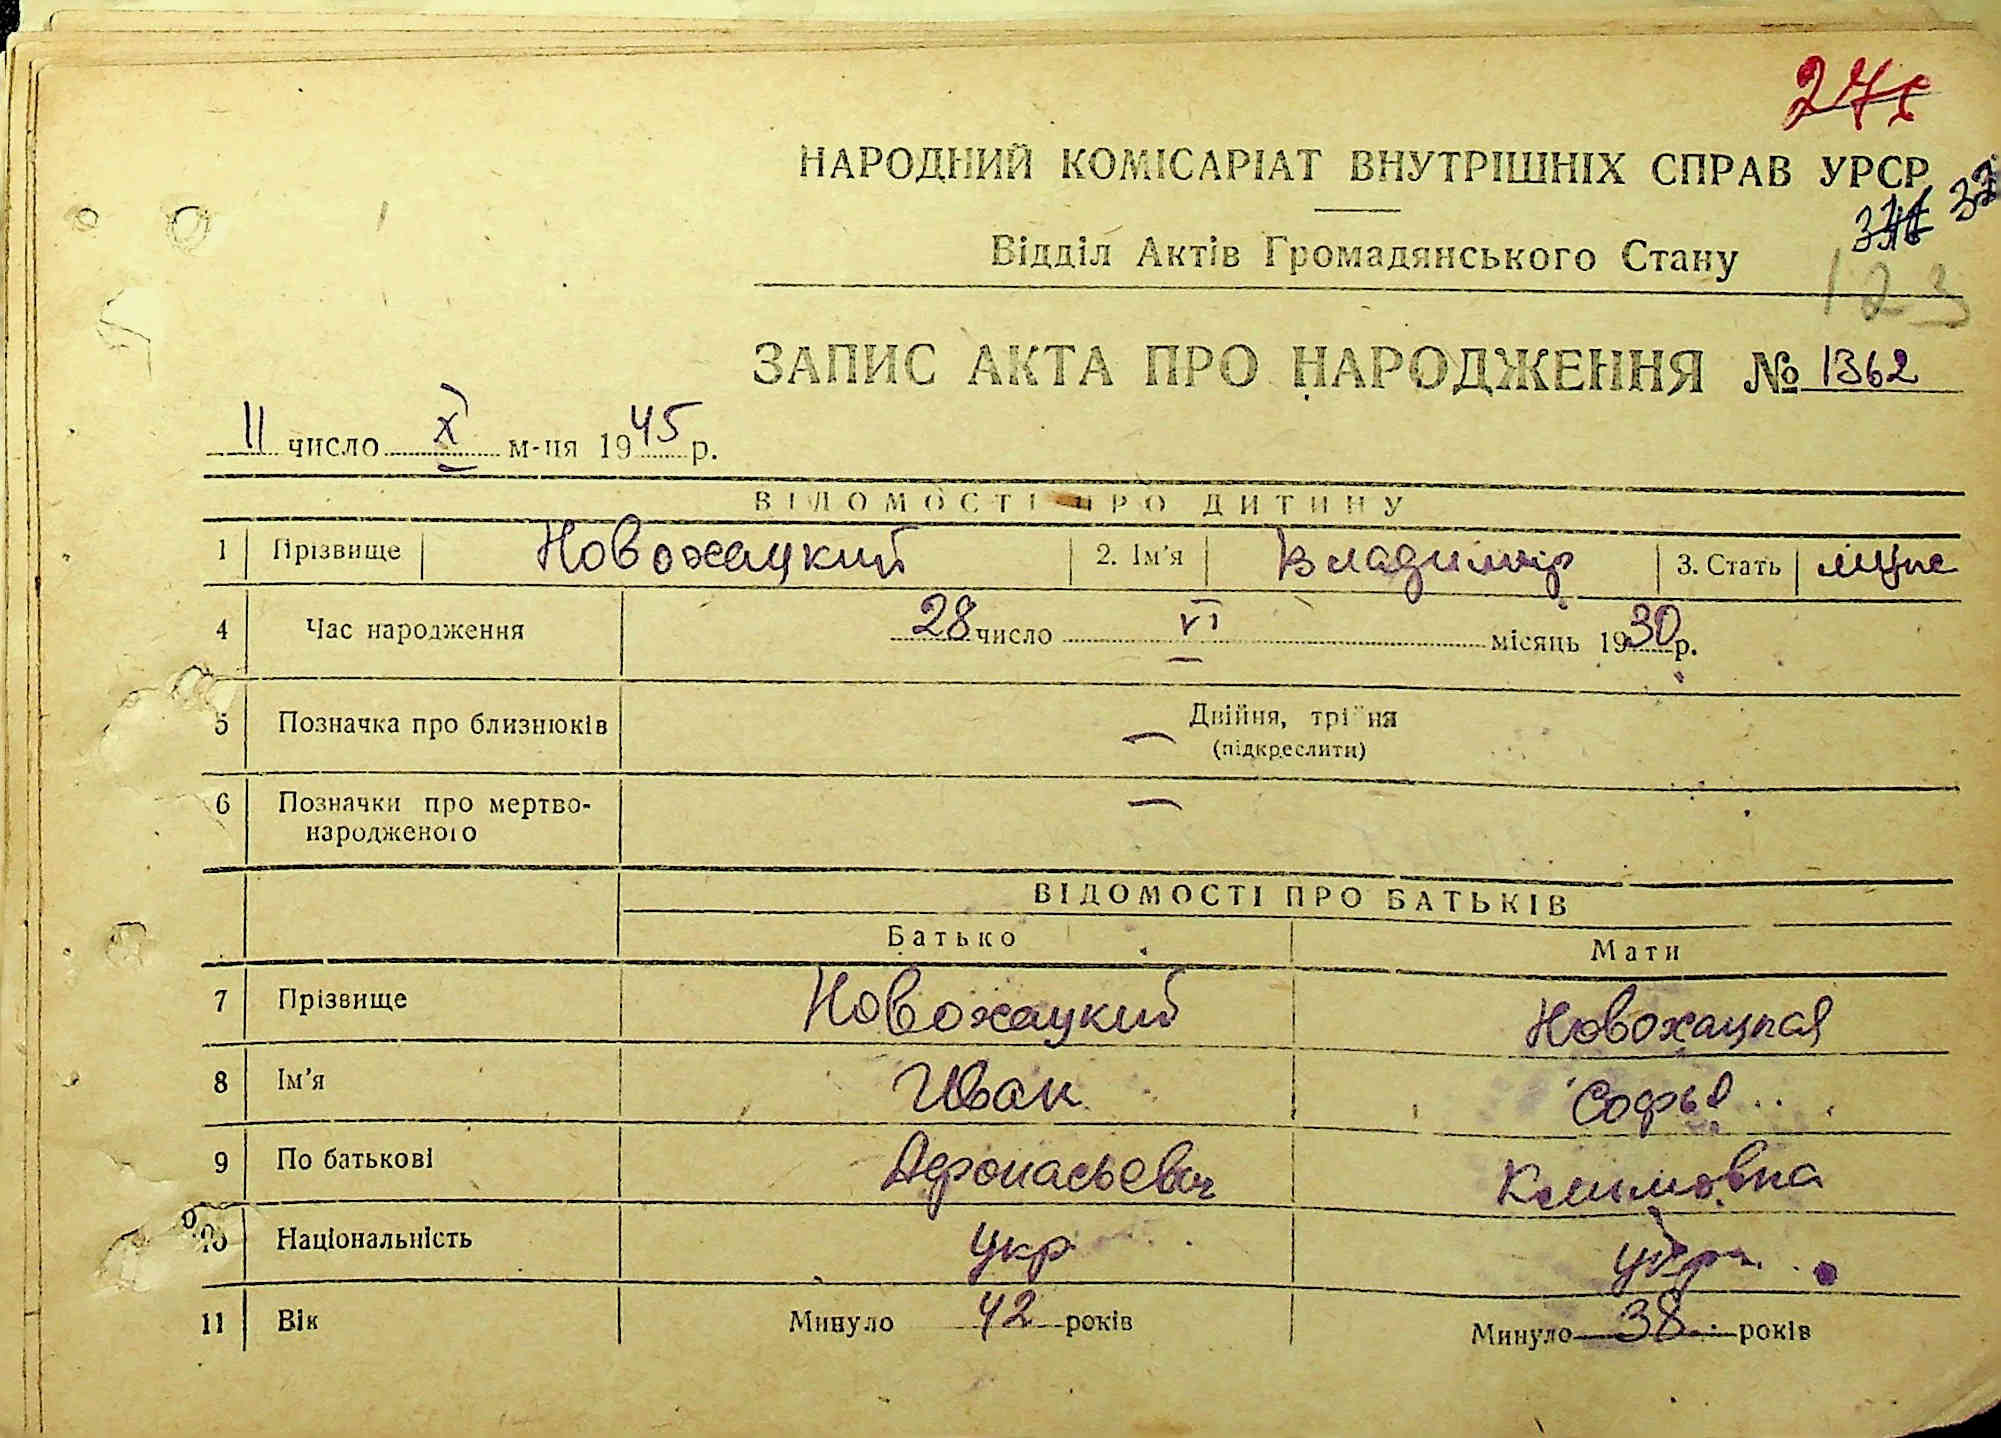 НАРОДНИЙ КОМІСАРІАТ ВНУТРІШНІХ СПРАВ УРСР
Відділ Актів Громадянського Стану
123
ЗАПИС АКТА ПРО НАРОДЖЕННЯ № 1362
11 число X м-ця 1945 р.
ВІДОМОСТІ ПРО ДИТИНУ
1 Прізвище Новохацкий 2. Ім'я Владимир 3. Стать муж
4 Час народження 28 число VI місяць 1930 р.
5 Позначка про близнюків — Двійня, трійня
(підкреслити)
6 Позначки про мертво- —
народженого
ВІДОМОСТІ ПРО БАТЬКІВ
Батько Мати
7 Прізвище Новохацкий Новохацкая
8 Ім'я Иван Софья
9 По батькові Афонасьевич Климовна
10 Національність Укр Укр
11 Вік Минуло 42 років Минуло 38 років